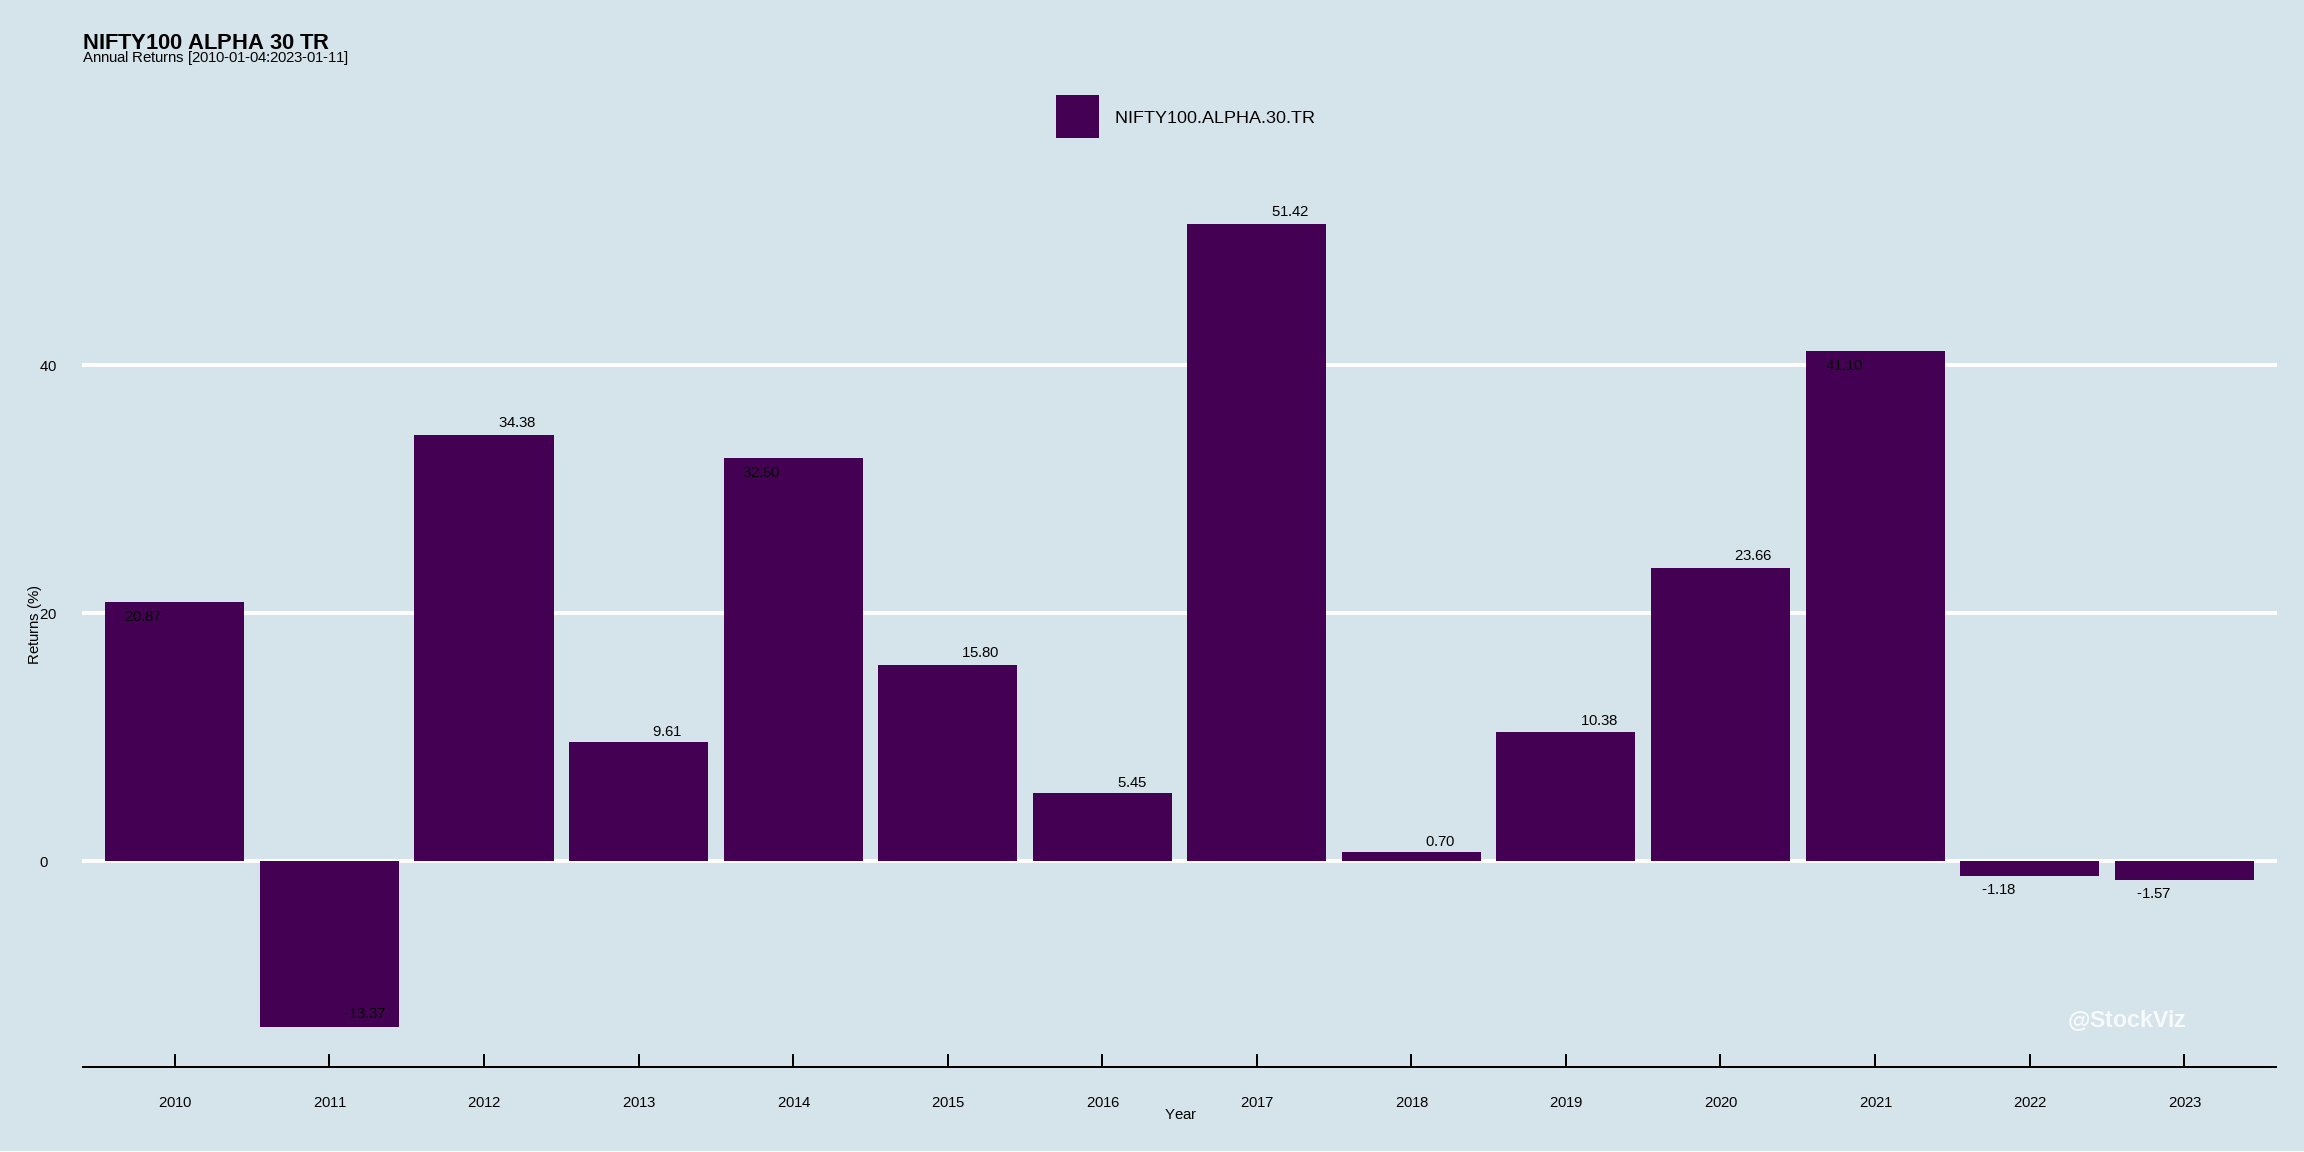 NIFTY100 ALPHA 30 TR
Annual Returns [2010-01-04:2023-01-11]
NIFTY100.ALPHA.30.TR
51.42
40
41.10
34.38
32.50
23.66
Returns (%)
20
20.87
15.80
9.61
10.38
5.45
0.70
0
-1.18
-1.57
-13.37
@StockViz
2010 2011 2012 2013 2014 2015 2016 2017 2018 2019 2020 2021 2022 2023
Year